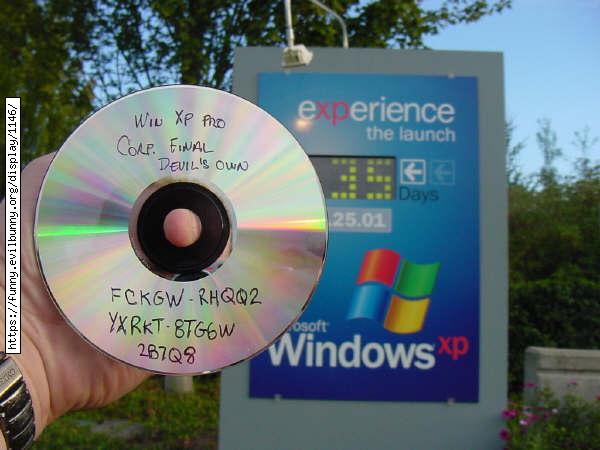 https://funny.evilbunny.org/display/1146/
WIN XP PRO
CORP. FINAL
DEVIL'S OWN
FCKGW-RHQQ2
YXRKT-8TG6W
2B7Q8
experience
the launch
35
Days
.25.01
Windows xp